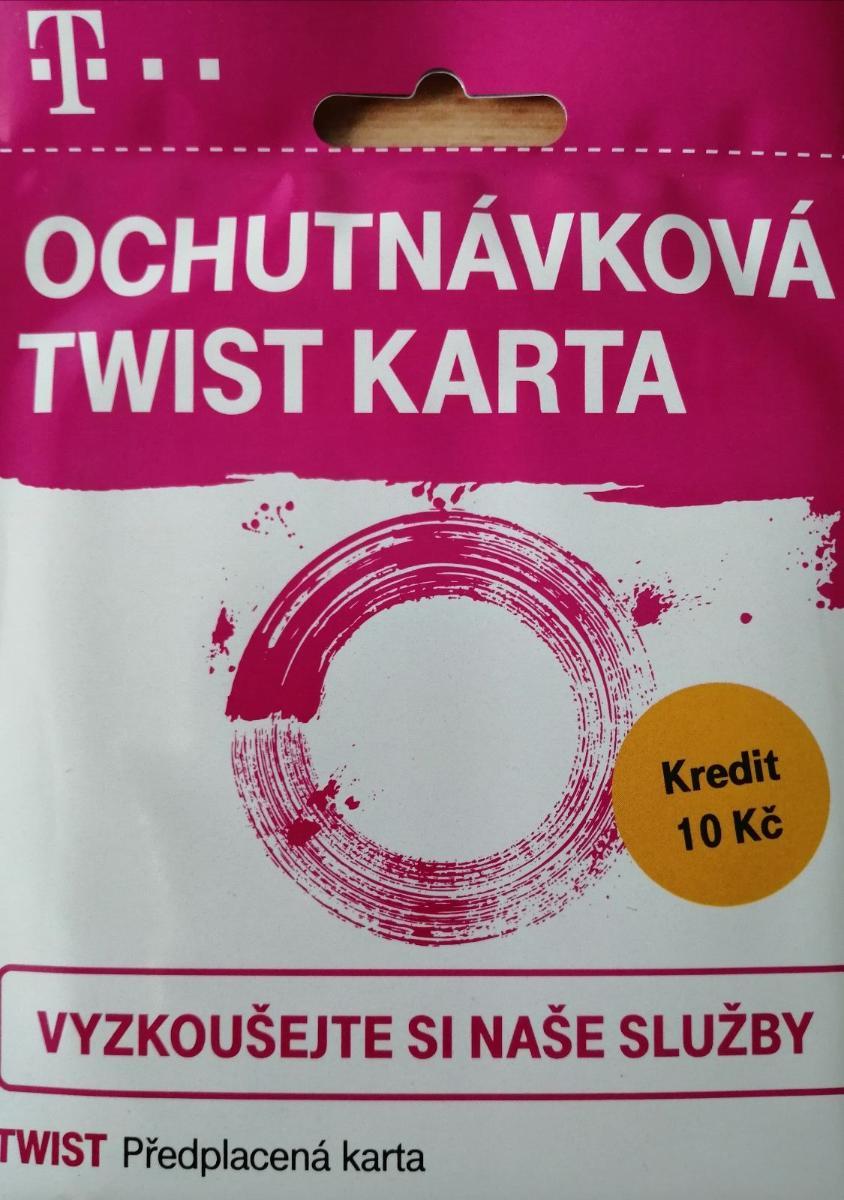 T
OCHUTNÁVKOVÁ
TWIST KARTA
Kredit
10 Kč
VYZKOUŠEJTE SI NAŠE SLUŽBY
TWIST Předplacená karta